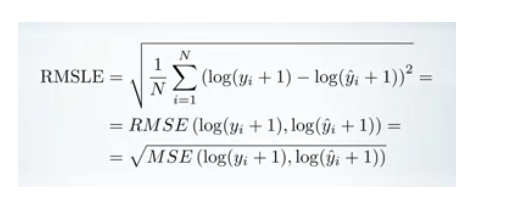 RMSLE = \sqrt{\frac{1}{N} \sum_{i=1}^{N} (\log(y_i + 1) - \log(\hat{y}_i + 1))^2} =
= RMSE (\log(y_i + 1), \log(\hat{y}_i + 1)) =
= \sqrt{MSE (\log(y_i + 1), \log(\hat{y}_i + 1))}